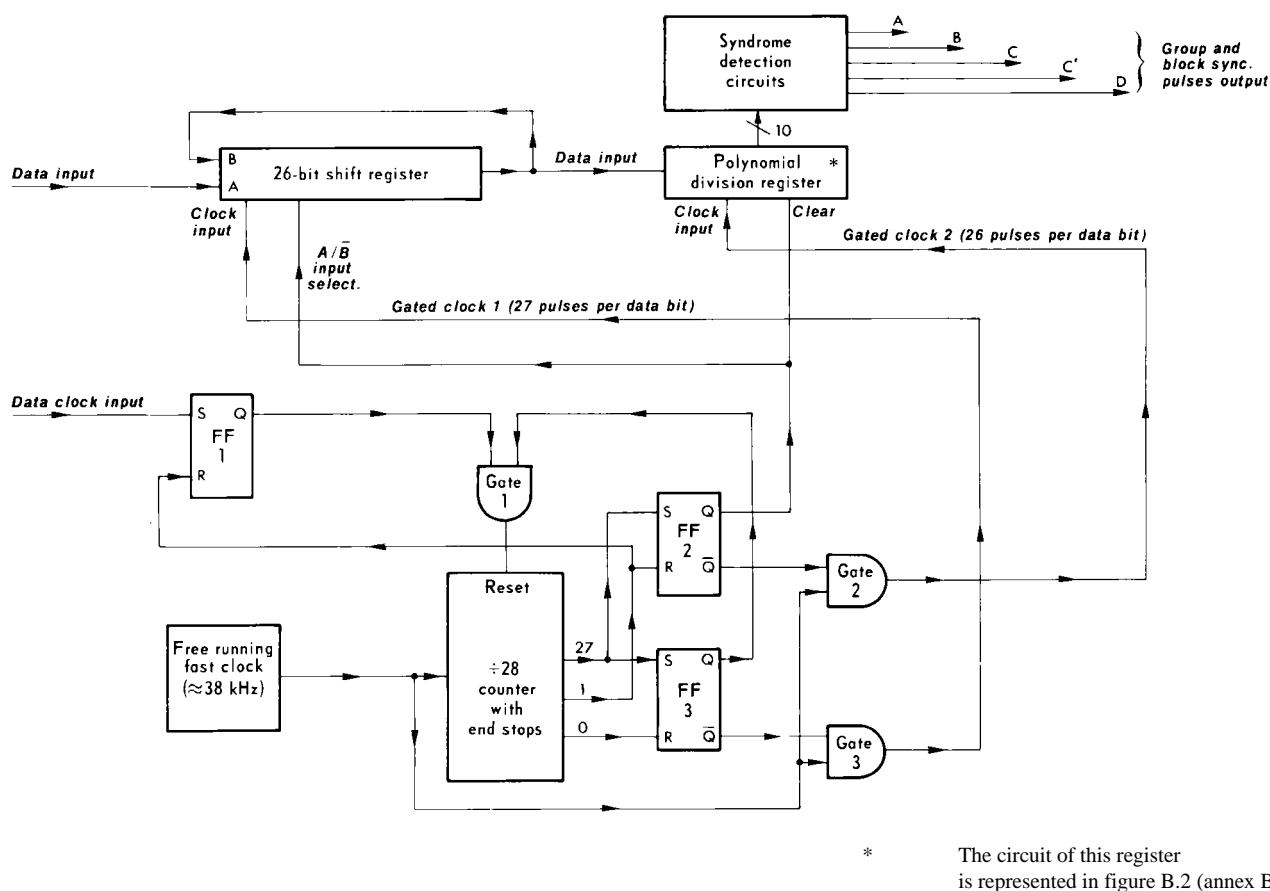 A
B
C
C'
D
Syndrome
detection
circuits
Group and
block sync.
pulses output
10
B
A
26-bit shift register
Data input
Data input
Polynomial *
division register
Clock
input
Clock
input
Clear
A/B̅
input
select.
Gated clock 2 (26 pulses per data bit)
Gated clock 1 (27 pulses per data bit)
Data clock input
S Q
FF
1
R
Gate
1
S Q
FF
2
R Q̅
Gate
2
Reset
÷28
counter
with
end stops
27
1
0
Free running
fast clock
(≈38 kHz)
S Q
FF
3
R Q̅
Gate
3
* The circuit of this register
is represented in figure B.2 (annex B